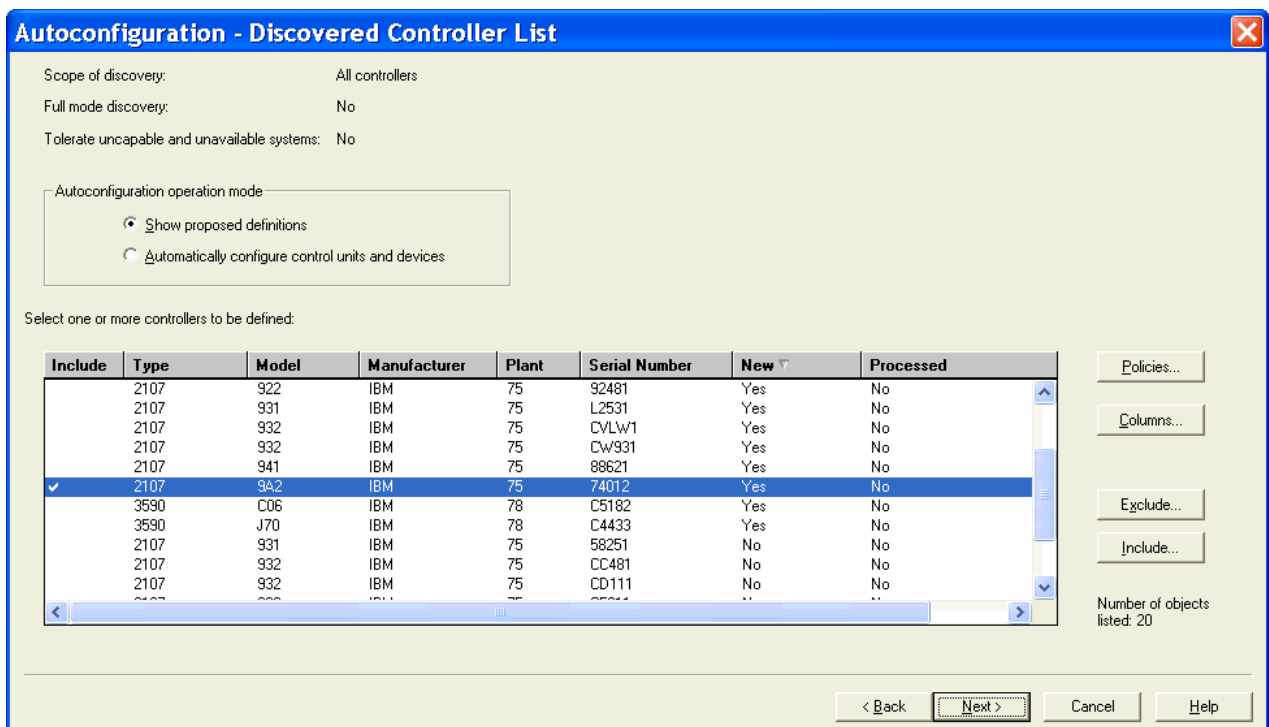 Autoconfiguration - Discovered Controller List
Scope of discovery: All controllers
Full mode discovery: No
Tolerate uncapable and unavailable systems: No
Autoconfiguration operation mode
Show proposed definitions
Automatically configure control units and devices
Select one or more controllers to be defined:
Include Type Model Manufacturer Plant Serial Number New Processed
2107 922 IBM 75 92481 Yes No
2107 931 IBM 75 L2531 Yes No
2107 932 IBM 75 CVLW1 Yes No
2107 932 IBM 75 CW931 Yes No
2107 941 IBM 75 88621 Yes No
2107 9A2 IBM 75 74012 Yes No
3590 C06 IBM 78 C5182 Yes No
3590 J70 IBM 78 C4433 Yes No
2107 931 IBM 75 58251 No No
2107 932 IBM 75 CC481 No No
2107 932 IBM 75 CD111 No No
Policies...
Columns...
Exclude...
Include...
Number of objects
listed: 20
< Back Next > Cancel Help